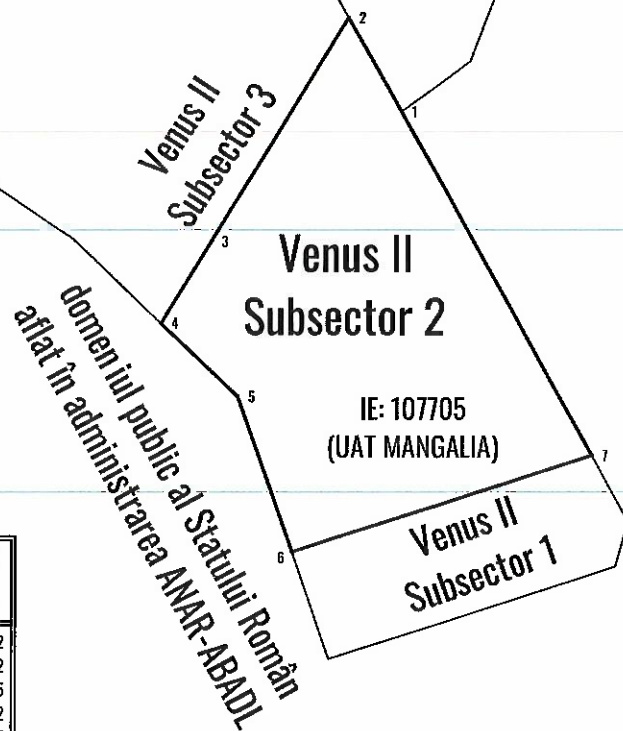 2
1
Venus II
Subsector 3
3
Venus II
Subsector 2
4
5
domeniul public al Statului Român
aflat în administrarea ANAR-ABADL
IE: 107705
(UAT MANGALIA)
7
6
Venus II
Subsector 1